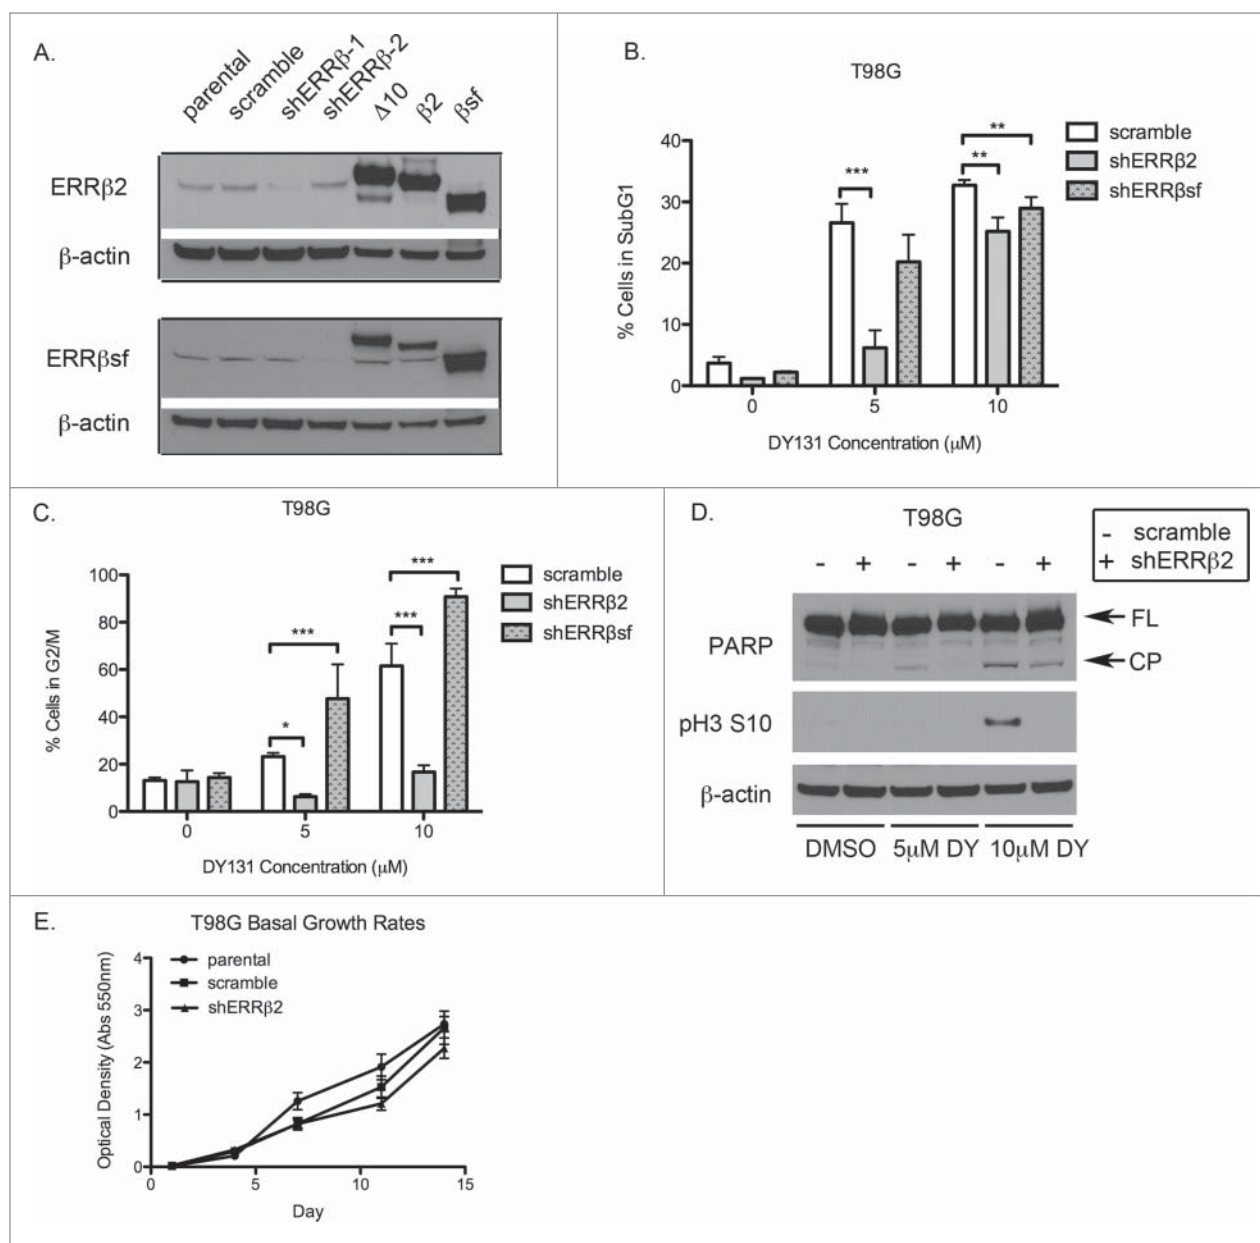 A.
parental
scramble
shERRβ-1
shERRβ-2
Δ10
β2
βsf
ERRβ2
β-actin
ERRβsf
β-actin
B.
T98G
scramble
shERRβ2
shERRβsf
*** ** **
% Cells in SubG1
40
30
20
10
0
0 5 10
DY131 Concentration (μM)
C.
T98G
scramble
shERRβ2
shERRβsf
* *** *** ***
% Cells in G2/M
100
80
60
40
20
0
0 5 10
DY131 Concentration (μM)
D.
T98G
- scramble
+ shERRβ2
- + - + - +
PARP
FL
CP
pH3 S10
β-actin
DMSO 5μM DY 10μM DY
E.
T98G Basal Growth Rates
parental
scramble
shERRβ2
Optical Density (Abs 550nm)
4
3
2
1
0
0 5 10 15
Day